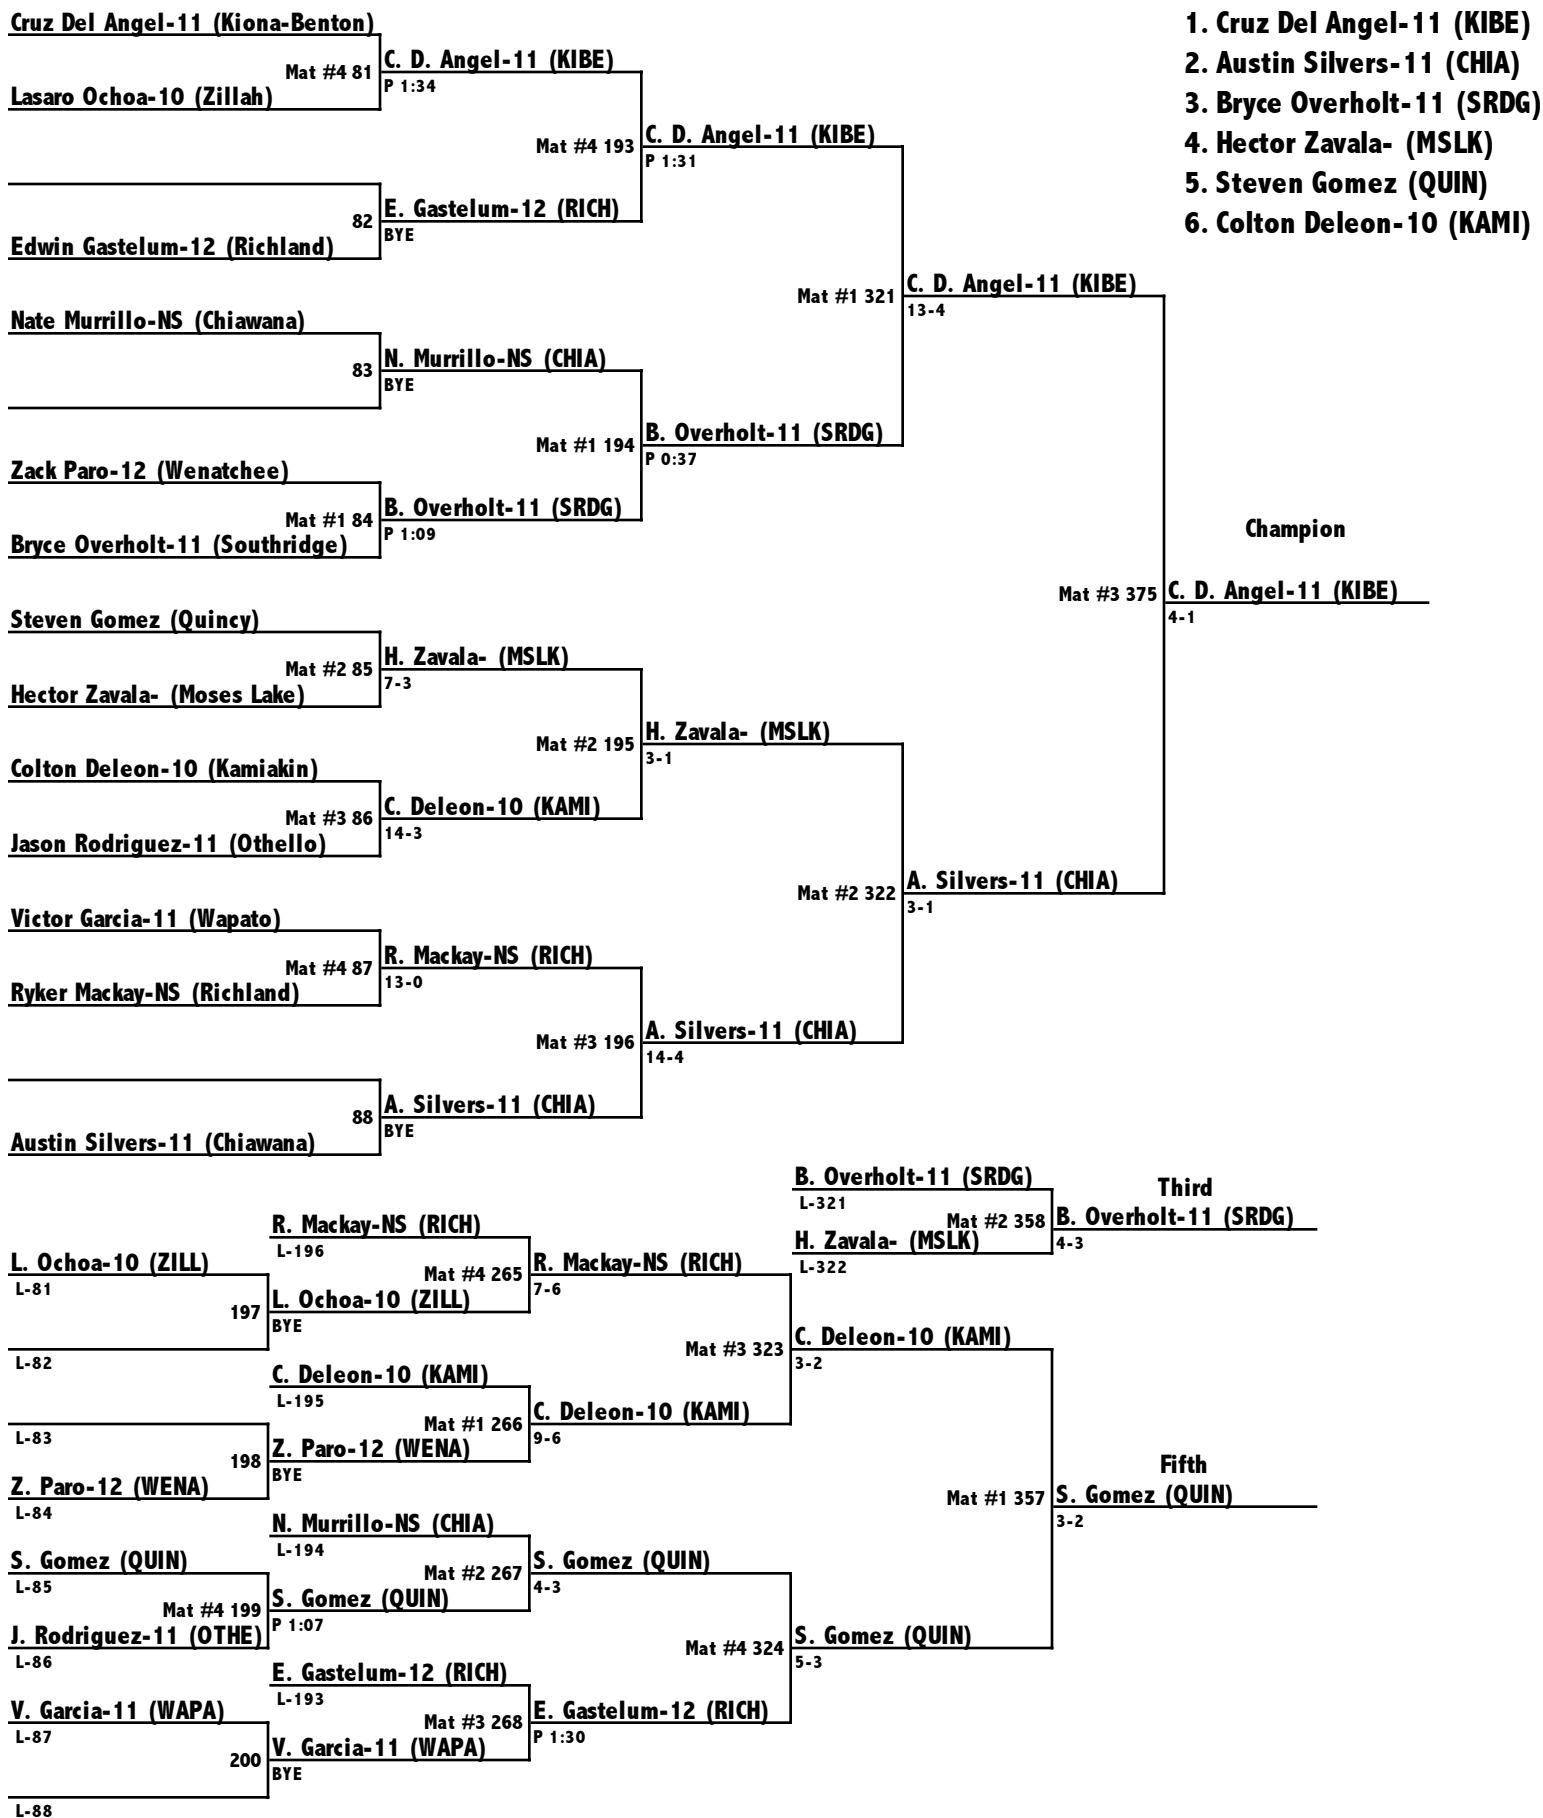 Cruz Del Angel-11 (Kiona-Benton)
Mat #4 81
Lasaro Ochoa-10 (Zillah)
C. D. Angel-11 (KIBE)
P 1:34
82
Edwin Gastelum-12 (Richland)
E. Gastelum-12 (RICH)
BYE
Mat #4 193
C. D. Angel-11 (KIBE)
P 1:31
Nate Murrillo-NS (Chiawana)
83
N. Murrillo-NS (CHIA)
BYE
Zack Paro-12 (Wenatchee)
Mat #1 84
Bryce Overholt-11 (Southridge)
B. Overholt-11 (SRDG)
P 1:09
Mat #1 194
B. Overholt-11 (SRDG)
P 0:37
Mat #1 321
C. D. Angel-11 (KIBE)
13-4
Steven Gomez (Quincy)
Mat #2 85
Hector Zavala- (Moses Lake)
H. Zavala- (MSLK)
7-3
Colton Deleon-10 (Kamiakin)
Mat #3 86
Jason Rodriguez-11 (Othello)
C. Deleon-10 (KAMI)
14-3
Mat #2 195
H. Zavala- (MSLK)
3-1
Victor Garcia-11 (Wapato)
Mat #4 87
Ryker Mackay-NS (Richland)
R. Mackay-NS (RICH)
13-0
88
Austin Silvers-11 (Chiawana)
A. Silvers-11 (CHIA)
BYE
Mat #3 196
A. Silvers-11 (CHIA)
14-4
Mat #2 322
A. Silvers-11 (CHIA)
3-1
Champion
Mat #3 375
C. D. Angel-11 (KIBE)
4-1
1. Cruz Del Angel-11 (KIBE)
2. Austin Silvers-11 (CHIA)
3. Bryce Overholt-11 (SRDG)
4. Hector Zavala- (MSLK)
5. Steven Gomez (QUIN)
6. Colton Deleon-10 (KAMI)
B. Overholt-11 (SRDG)
L-321
Mat #2 358
H. Zavala- (MSLK)
L-322
Third
B. Overholt-11 (SRDG)
4-3
L. Ochoa-10 (ZILL)
L-81
197
L-82
R. Mackay-NS (RICH)
L-196
Mat #4 265
L. Ochoa-10 (ZILL)
BYE
R. Mackay-NS (RICH)
7-6
L-83
198
Z. Paro-12 (WENA)
L-84
C. Deleon-10 (KAMI)
L-195
Mat #1 266
Z. Paro-12 (WENA)
BYE
C. Deleon-10 (KAMI)
9-6
Mat #3 323
C. Deleon-10 (KAMI)
3-2
S. Gomez (QUIN)
L-85
Mat #4 199
J. Rodriguez-11 (OTHE)
L-86
N. Murrillo-NS (CHIA)
L-194
Mat #2 267
S. Gomez (QUIN)
P 1:07
S. Gomez (QUIN)
4-3
V. Garcia-11 (WAPA)
L-87
200
L-88
E. Gastelum-12 (RICH)
L-193
Mat #3 268
V. Garcia-11 (WAPA)
BYE
E. Gastelum-12 (RICH)
P 1:30
Mat #4 324
S. Gomez (QUIN)
5-3
Fifth
Mat #1 357
S. Gomez (QUIN)
3-2